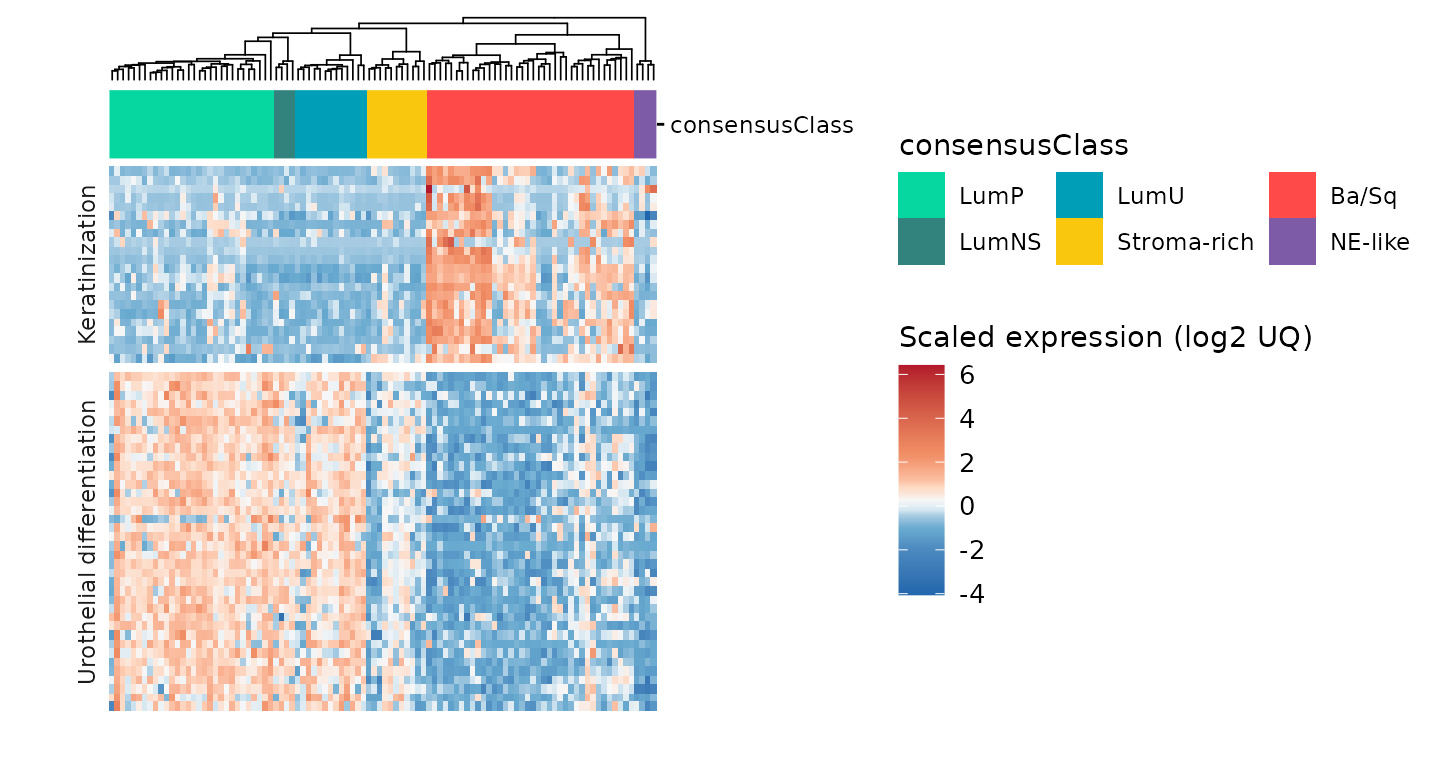 consensusClass
Keratinization
Urothelial differentiation
consensusClass
LumP
LumU
Ba/Sq
LumNS
Stroma-rich
NE-like
Scaled expression (log2 UQ)
6
4
2
0
-2
-4